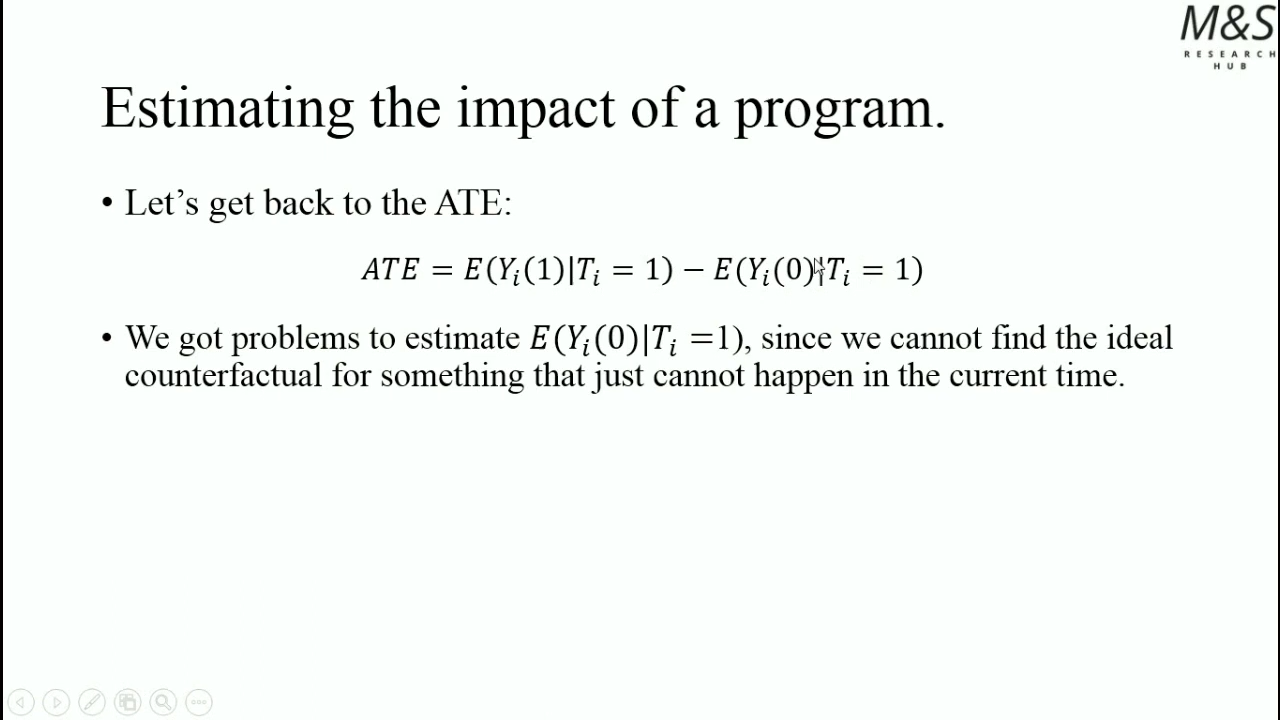 M&S
RESEARCH
HUB
Estimating the impact of a program.
• Let’s get back to the ATE:
ATE = E(Yᵢ(1)|Tᵢ = 1) − E(Yᵢ(0)|Tᵢ = 1)
• We got problems to estimate E(Yᵢ(0)|Tᵢ =1), since we cannot find the ideal
counterfactual for something that just cannot happen in the current time.